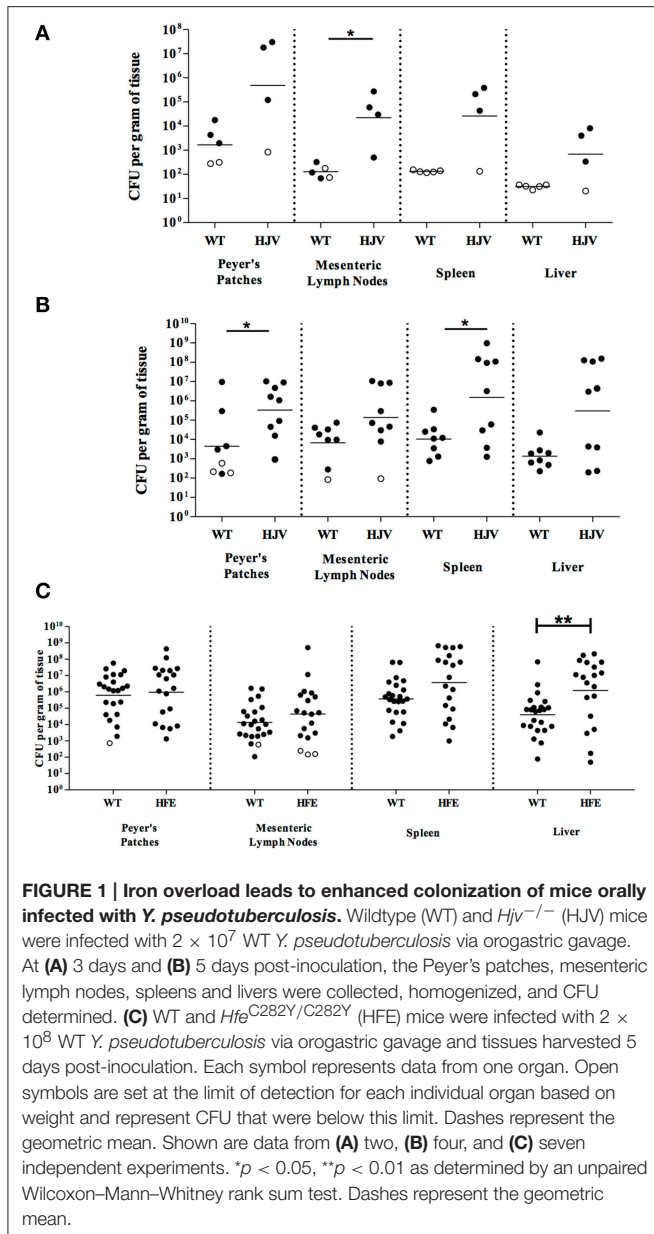 A
*
10^8
10^7
10^6
10^5
10^4
10^3
10^2
10^1
10^0
CFU per gram of tissue
WT HJV WT HJV WT HJV WT HJV
Peyer's Mesenteric Spleen Liver
Patches Lymph Nodes
B
* *
10^10
10^9
10^8
10^7
10^6
10^5
10^4
10^3
10^2
10^1
10^0
CFU per gram of tissue
WT HJV WT HJV WT HJV WT HJV
Peyer's Mesenteric Spleen Liver
Patches Lymph Nodes
C
**
10^10
10^9
10^8
10^7
10^6
10^5
10^4
10^3
10^2
10^1
10^0
CFU per gram of tissue
WT HFE WT HFE WT HFE WT HFE
Peyer's Mesenteric Spleen Liver
Patches Lymph Nodes
FIGURE 1 | Iron overload leads to enhanced colonization of mice orally
infected with Y. pseudotuberculosis. Wildtype (WT) and Hjv−/− (HJV) mice
were infected with 2 × 10^7 WT Y. pseudotuberculosis via orogastric gavage.
At (A) 3 days and (B) 5 days post-inoculation, the Peyer's patches, mesenteric
lymph nodes, spleens and livers were collected, homogenized, and CFU
determined. (C) WT and Hfe^C282Y/C282Y (HFE) mice were infected with 2 ×
10^8 WT Y. pseudotuberculosis via orogastric gavage and tissues harvested 5
days post-inoculation. Each symbol represents data from one organ. Open
symbols are set at the limit of detection for each individual organ based on
weight and represent CFU that were below this limit. Dashes represent the
geometric mean. Shown are data from (A) two, (B) four, and (C) seven
independent experiments. *p < 0.05, **p < 0.01 as determined by an unpaired
Wilcoxon–Mann–Whitney rank sum test. Dashes represent the geometric
mean.